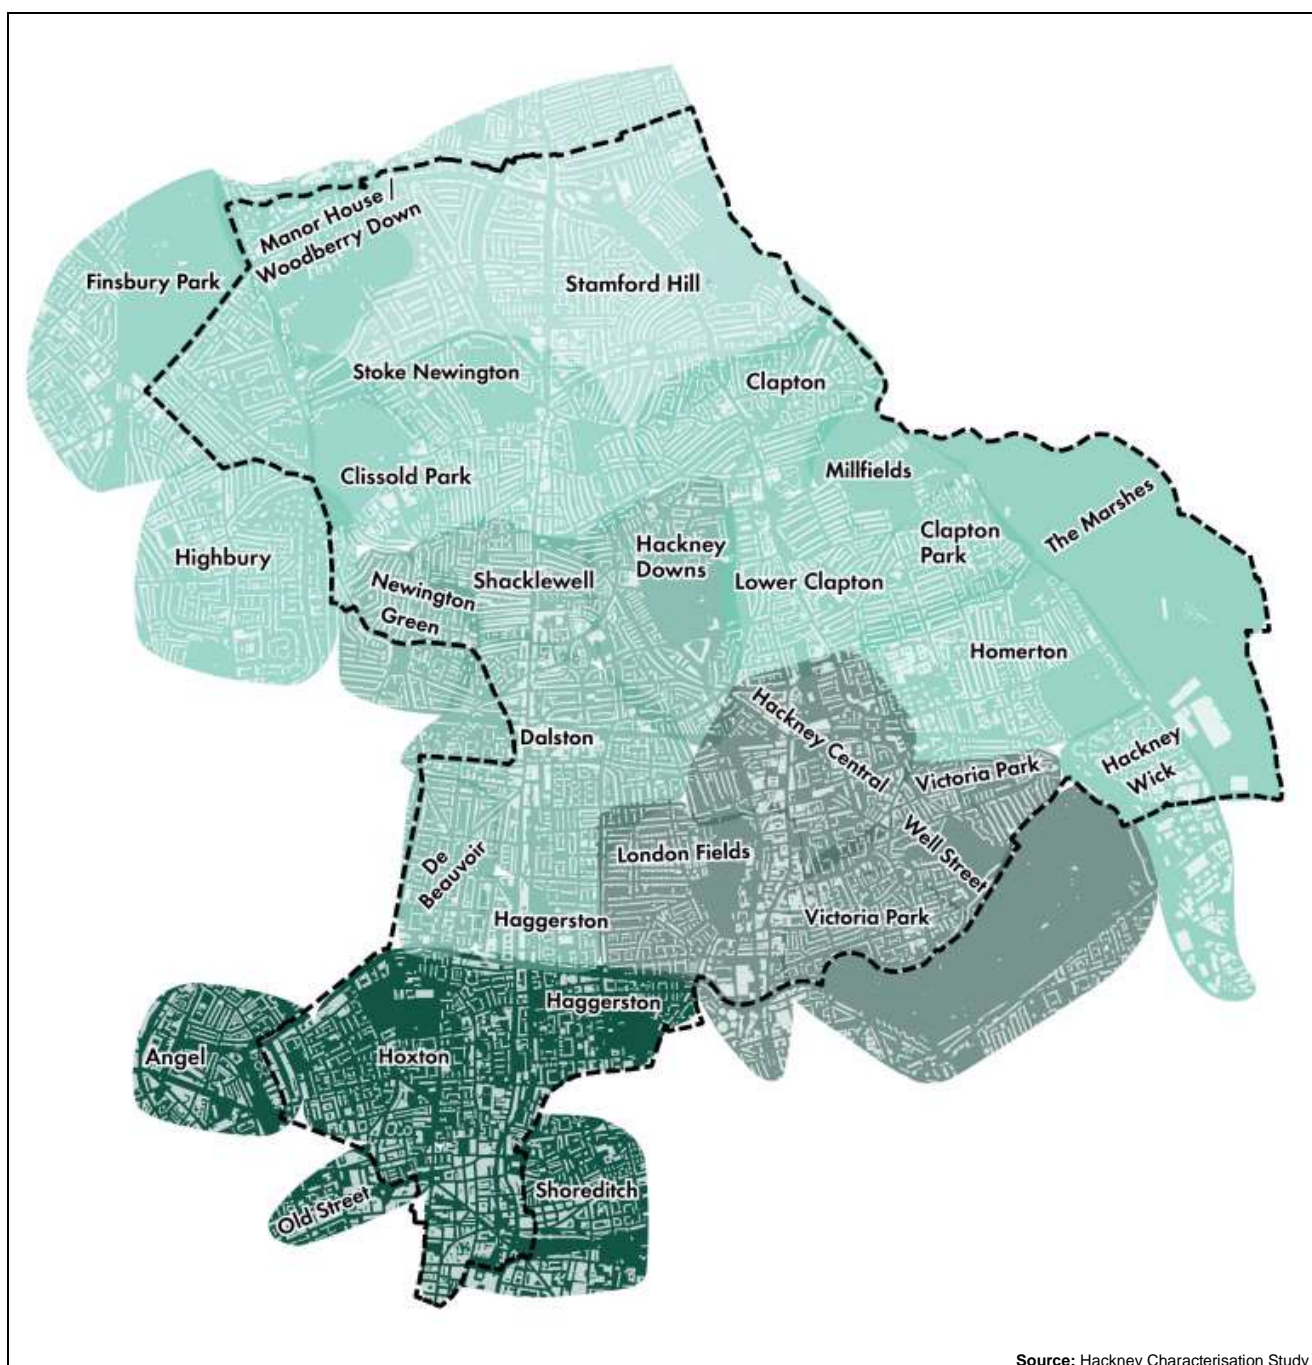 Manor House |
Woodberry Down
Finsbury Park
Stamford Hill
Stoke Newington
Clapton
Clissold Park
Millfields
The Marshes
Highbury
Hackney
Downs
Clapton
Park
Newington
Green
Shacklewell
Lower Clapton
Homerton
Dalston
Hackney Central
Victoria Park
Hackney
Wick
De
Beauvoir
London Fields
Well Street
Haggerston
Victoria Park
Haggerston
Angel
Hoxton
Old Street
Shoreditch
Source: Hackney Characterisation Study